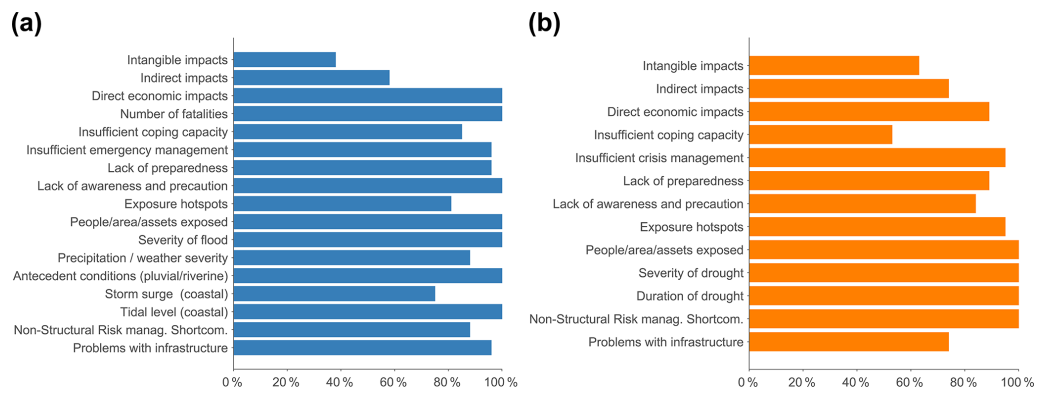 (a)
Intangible impacts
Indirect impacts
Direct economic impacts
Number of fatalities
Insufficient coping capacity
Insufficient emergency management
Lack of preparedness
Lack of awareness and precaution
Exposure hotspots
People/area/assets exposed
Severity of flood
Precipitation / weather severity
Antecedent conditions (pluvial/riverine)
Storm surge (coastal)
Tidal level (coastal)
Non-Structural Risk manag. Shortcom.
Problems with infrastructure
0 % 20 % 40 % 60 % 80 % 100 %
(b)
Intangible impacts
Indirect impacts
Direct economic impacts
Insufficient coping capacity
Insufficient crisis management
Lack of preparedness
Lack of awareness and precaution
Exposure hotspots
People/area/assets exposed
Severity of drought
Duration of drought
Non-Structural Risk manag. Shortcom.
Problems with infrastructure
0 % 20 % 40 % 60 % 80 % 100 %